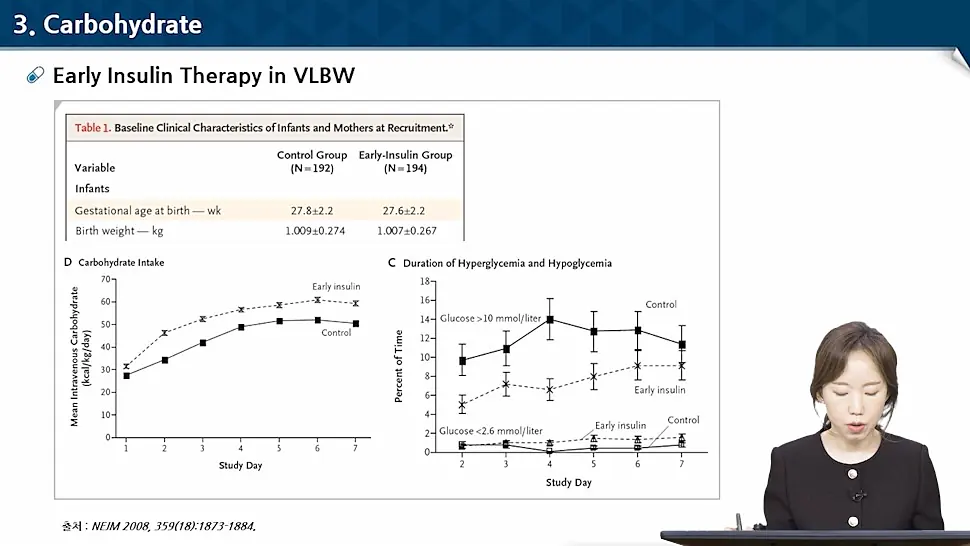 3. Carbohydrate
Early Insulin Therapy in VLBW
Table 1. Baseline Clinical Characteristics of Infants and Mothers at Recruitment.*
Variable
Control Group
(N=192)
Early-Insulin Group
(N=194)
Infants
Gestational age at birth — wk 27.8±2.2 27.6±2.2
Birth weight — kg 1.009±0.274 1.007±0.267
D Carbohydrate Intake
Mean Intravenous Carbohydrate
(kcal/kg/day)
70
60
50
40
30
20
10
0
Early insulin
Control
1 2 3 4 5 6 7
Study Day
C Duration of Hyperglycemia and Hypoglycemia
Percent of Time
18
16
14
12
10
8
6
4
2
0
Glucose >10 mmol/liter
Control
Early insulin
Glucose <2.6 mmol/liter
Early insulin
Control
2 3 4 5 6 7
Study Day
출처 : NEJM 2008, 359(18):1873-1884.